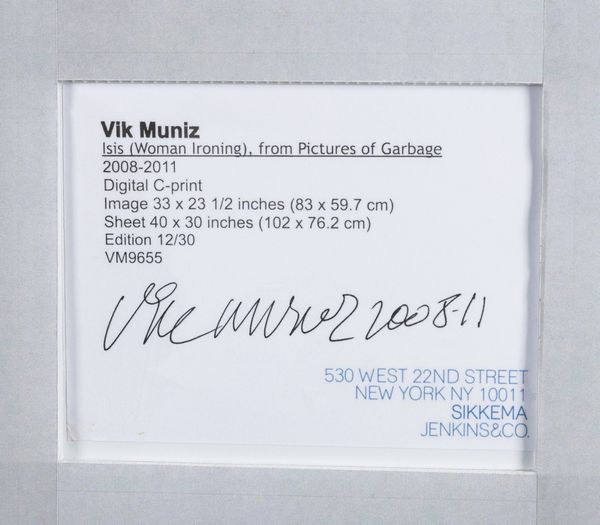 Vik Muniz
Isis (Woman Ironing), from Pictures of Garbage
2008-2011
Digital C-print
Image 33 x 23 1/2 inches (83 x 59.7 cm)
Sheet 40 x 30 inches (102 x 76.2 cm)
Edition 12/30
VM9655
Vik Muniz 2008-11
530 WEST 22ND STREET
NEW YORK NY 10011
SIKKEMA
JENKINS&CO.